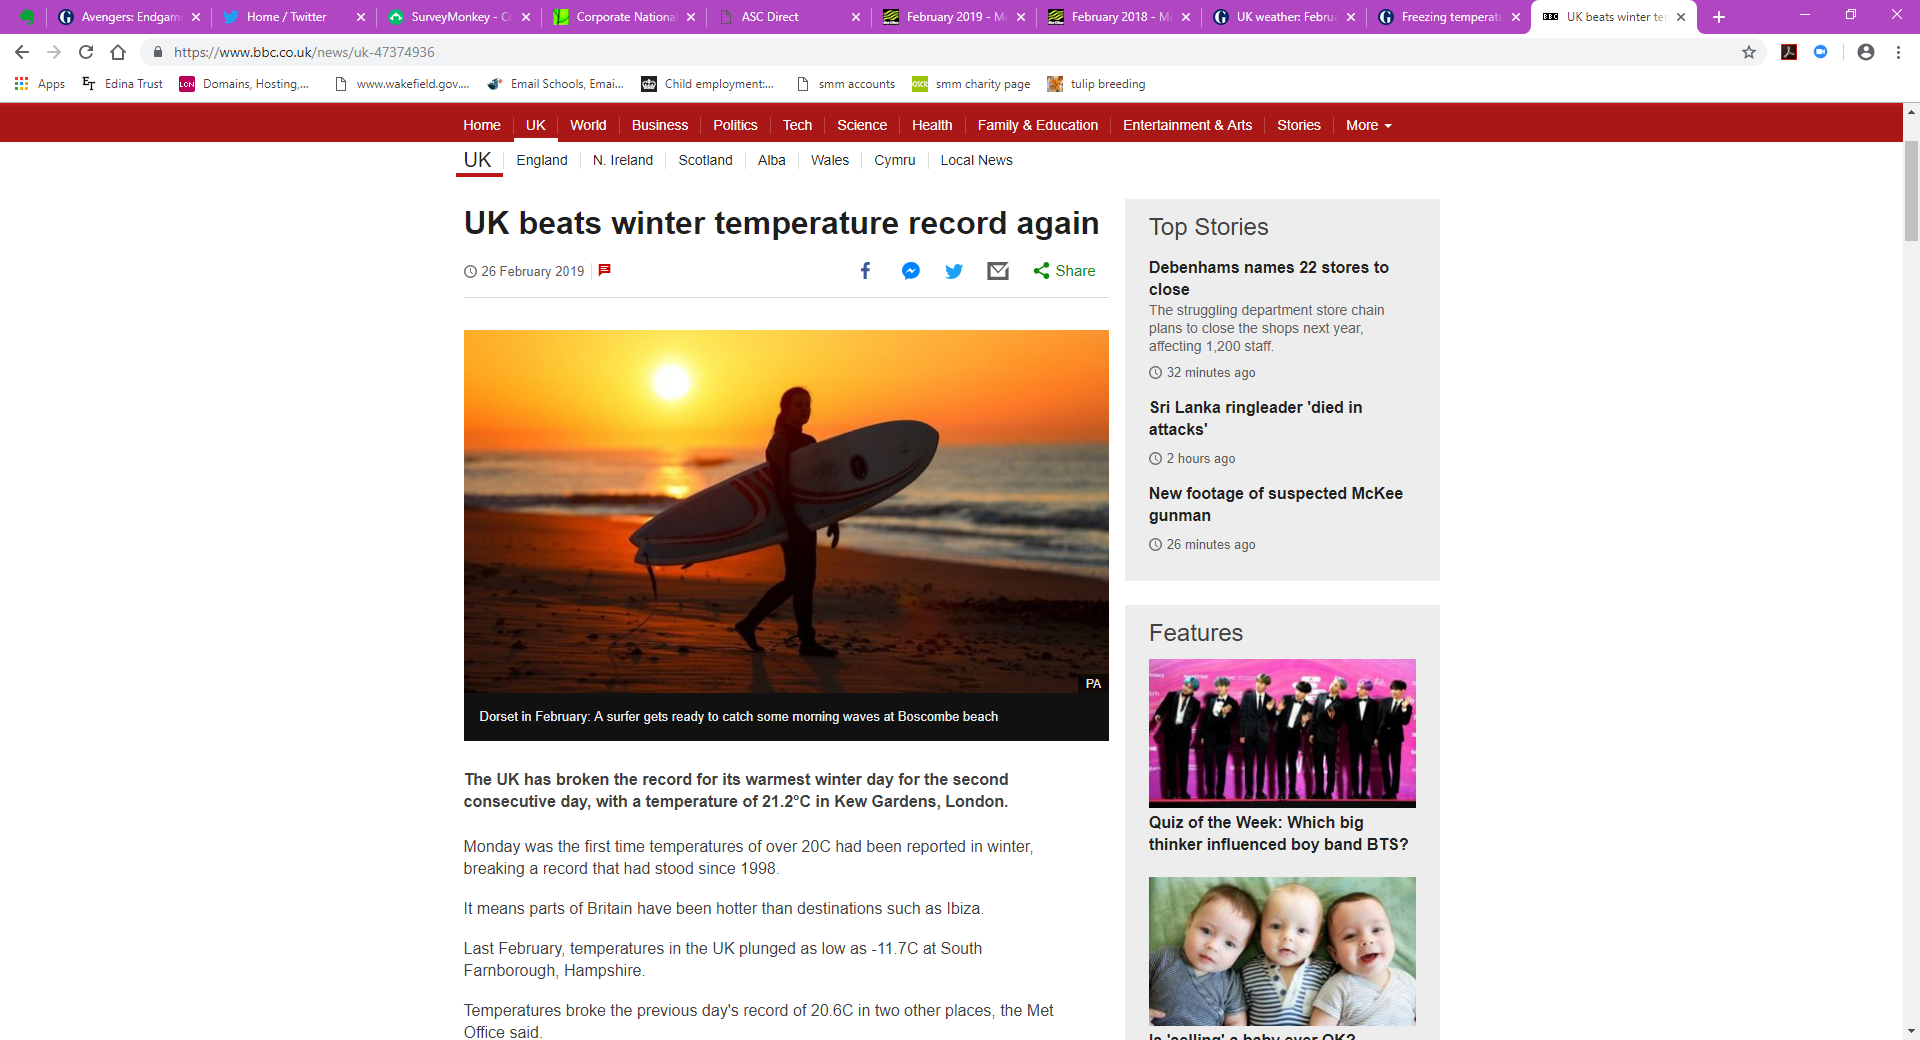 Avengers: Endgam
Home / Twitter
SurveyMonkey - C
Corporate National
ASC Direct
February 2019 - M
February 2018 - M
UK weather: Febru
Freezing temperat
UK beats winter te
https://www.bbc.co.uk/news/uk-47374936
Apps
ET Edina Trust
LCN Domains, Hosting,...
www.wakefield.gov....
Email Schools, Emai...
Child employment:...
smm accounts
OSCR smm charity page
tulip breeding
Home UK World Business Politics Tech Science Health Family & Education Entertainment & Arts Stories More
UK England N. Ireland Scotland Alba Wales Cymru Local News
UK beats winter temperature record again
26 February 2019
Share
PA
Dorset in February: A surfer gets ready to catch some morning waves at Boscombe beach
The UK has broken the record for its warmest winter day for the second
consecutive day, with a temperature of 21.2°C in Kew Gardens, London.
Monday was the first time temperatures of over 20C had been reported in winter,
breaking a record that had stood since 1998.
It means parts of Britain have been hotter than destinations such as Ibiza.
Last February, temperatures in the UK plunged as low as -11.7C at South
Farnborough, Hampshire.
Temperatures broke the previous day's record of 20.6C in two other places, the Met
Office said.
Top Stories
Debenhams names 22 stores to
close
The struggling department store chain
plans to close the shops next year,
affecting 1,200 staff.
32 minutes ago
Sri Lanka ringleader 'died in
attacks'
2 hours ago
New footage of suspected McKee
gunman
26 minutes ago
Features
Quiz of the Week: Which big
thinker influenced boy band BTS?
Is 'selling' a baby ever OK?